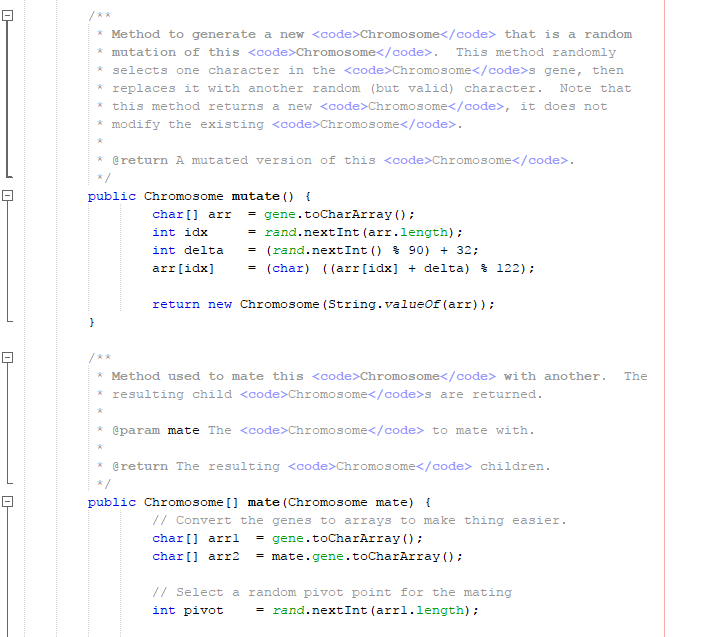 /**
 * Method to generate a new <code>Chromosome</code> that is a random
 * mutation of this <code>Chromosome</code>.  This method randomly
 * selects one character in the <code>Chromosome</code>s gene, then
 * replaces it with another random (but valid) character.  Note that
 * this method returns a new <code>Chromosome</code>, it does not
 * modify the existing <code>Chromosome</code>.
 *
 * @return A mutated version of this <code>Chromosome</code>.
 */
public Chromosome mutate() {
        char[] arr  = gene.toCharArray();
        int idx     = rand.nextInt(arr.length);
        int delta   = (rand.nextInt() % 90) + 32;
        arr[idx]    = (char) ((arr[idx] + delta) % 122);

        return new Chromosome(String.valueOf(arr));
}

/**
 * Method used to mate this <code>Chromosome</code> with another.  The
 * resulting child <code>Chromosome</code>s are returned.
 *
 * @param mate The <code>Chromosome</code> to mate with.
 *
 * @return The resulting <code>Chromosome</code> children.
 */
public Chromosome[] mate(Chromosome mate) {
        // Convert the genes to arrays to make thing easier.
        char[] arr1  = gene.toCharArray();
        char[] arr2  = mate.gene.toCharArray();

        // Select a random pivot point for the mating
        int pivot    = rand.nextInt(arr1.length);